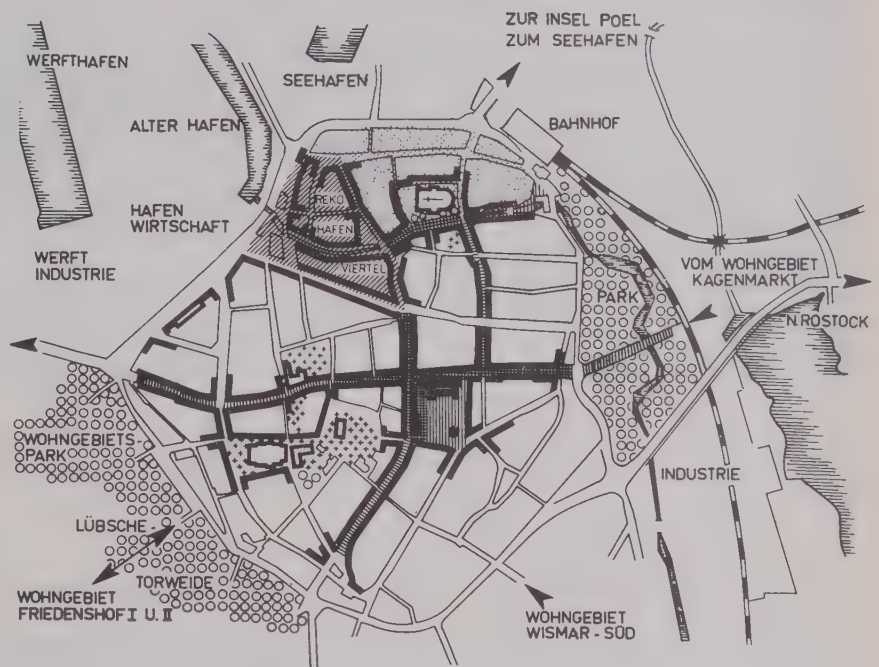 ZUR INSEL POEL
ZUM SEEHAFEN
WERFTHAFEN
SEEHAFEN
ALTER HAFEN
BAHNHOF
HAFEN
WIRTSCHAFT
REKO
HAFEN
VIERTEL
WERFT
INDUSTRIE
VOM WOHNGEBIET
KAGENMARKT
PARK
N. ROSTOCK
WOHNGEBIETS-
PARK
INDUSTRIE
LÜBSCHE-
TORWEIDE
WOHNGEBIET
FRIEDENSHOF I U. II
WOHNGEBIET
WISMAR-SÜD